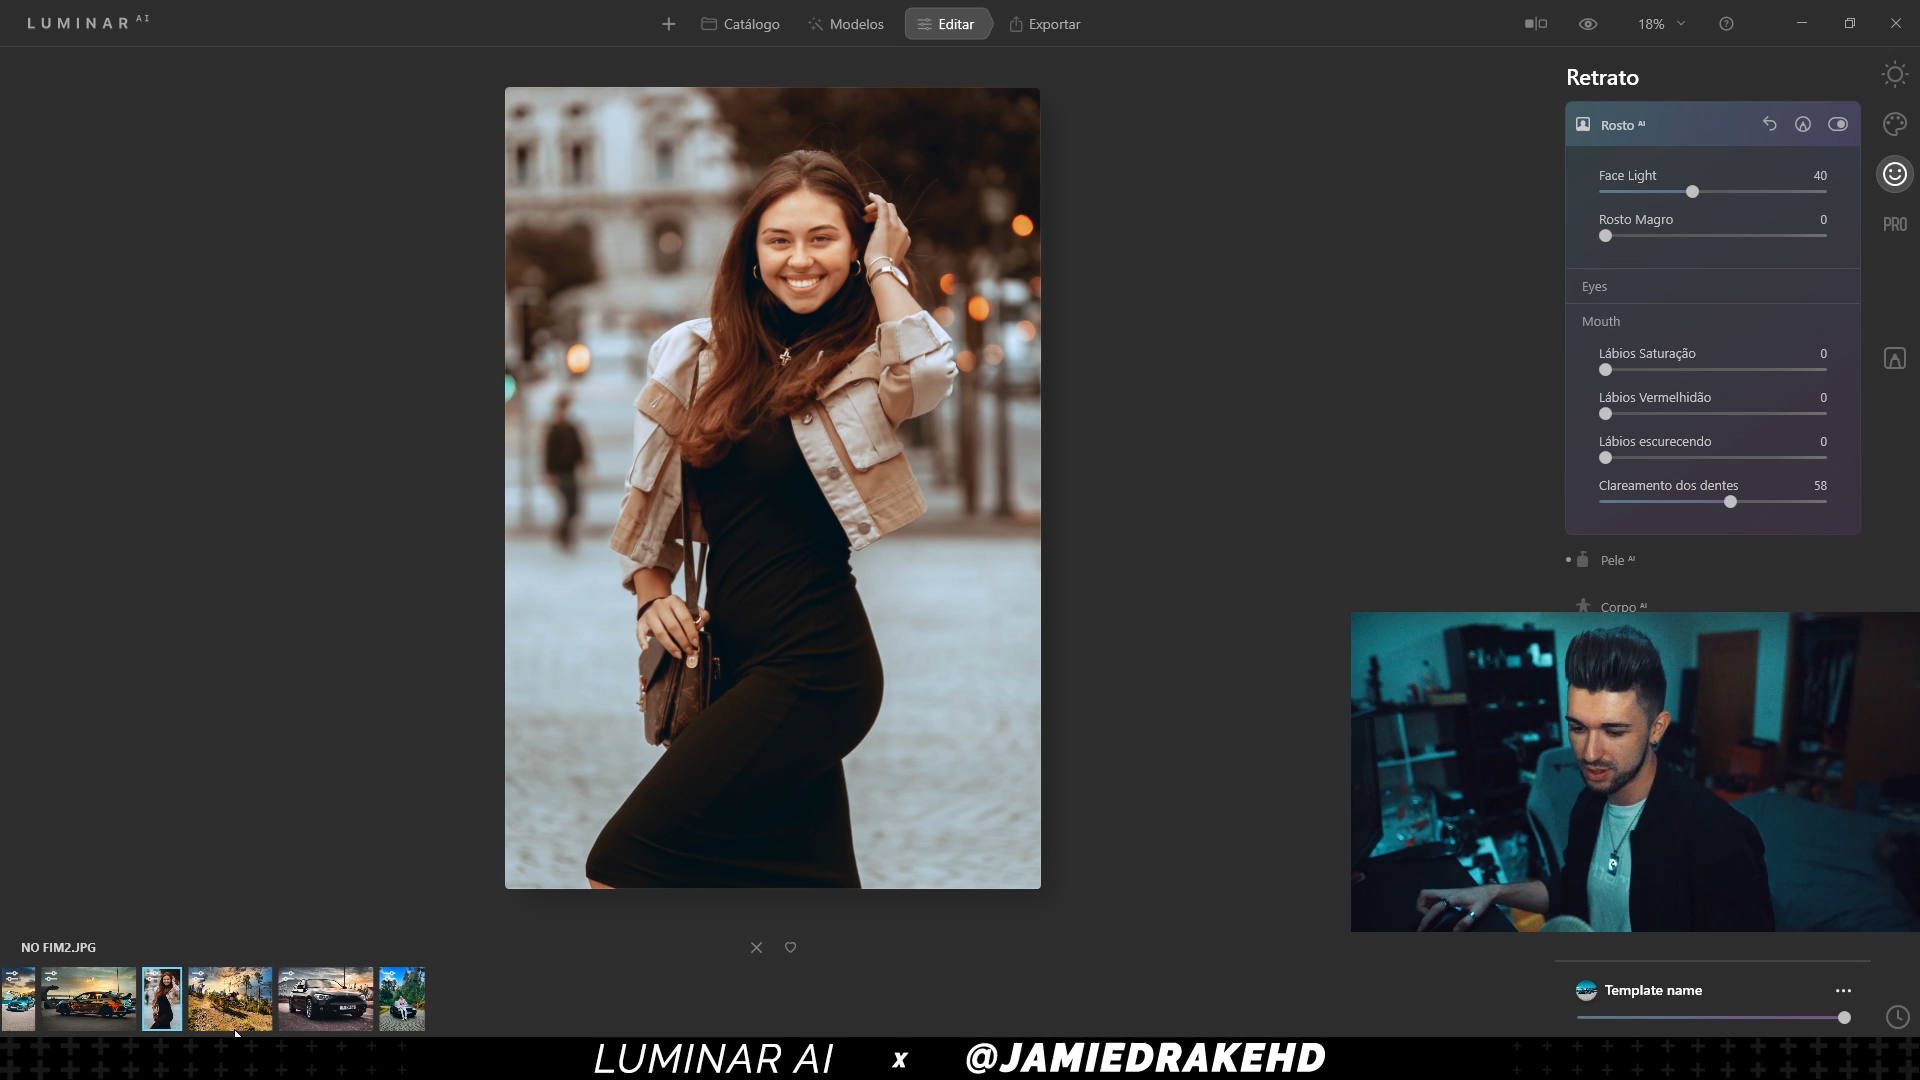 LUMINAR AI
Catálogo
Modelos
Editar
Exportar
18%
Retrato
Rosto AI
Face Light 40
Rosto Magro 0
Eyes
Mouth
Lábios Saturação 0
Lábios Vermelhidão 0
Lábios escurecendo 0
Clareamento dos dentes 58
Pele AI
Corpo AI
PRO
NO FIM2.JPG
Template name
LUMINAR AI x @JAMIEDRAKEHD